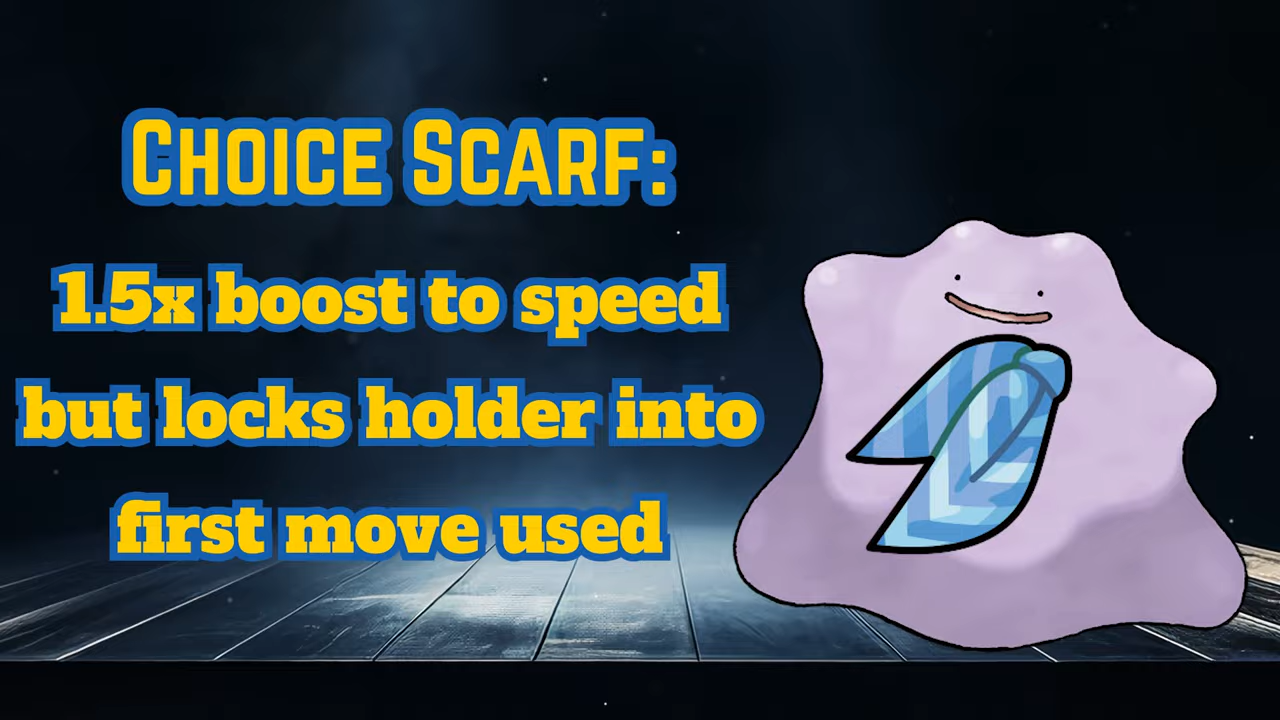 Choice Scarf:
1.5x boost to speed
but locks holder into
first move used